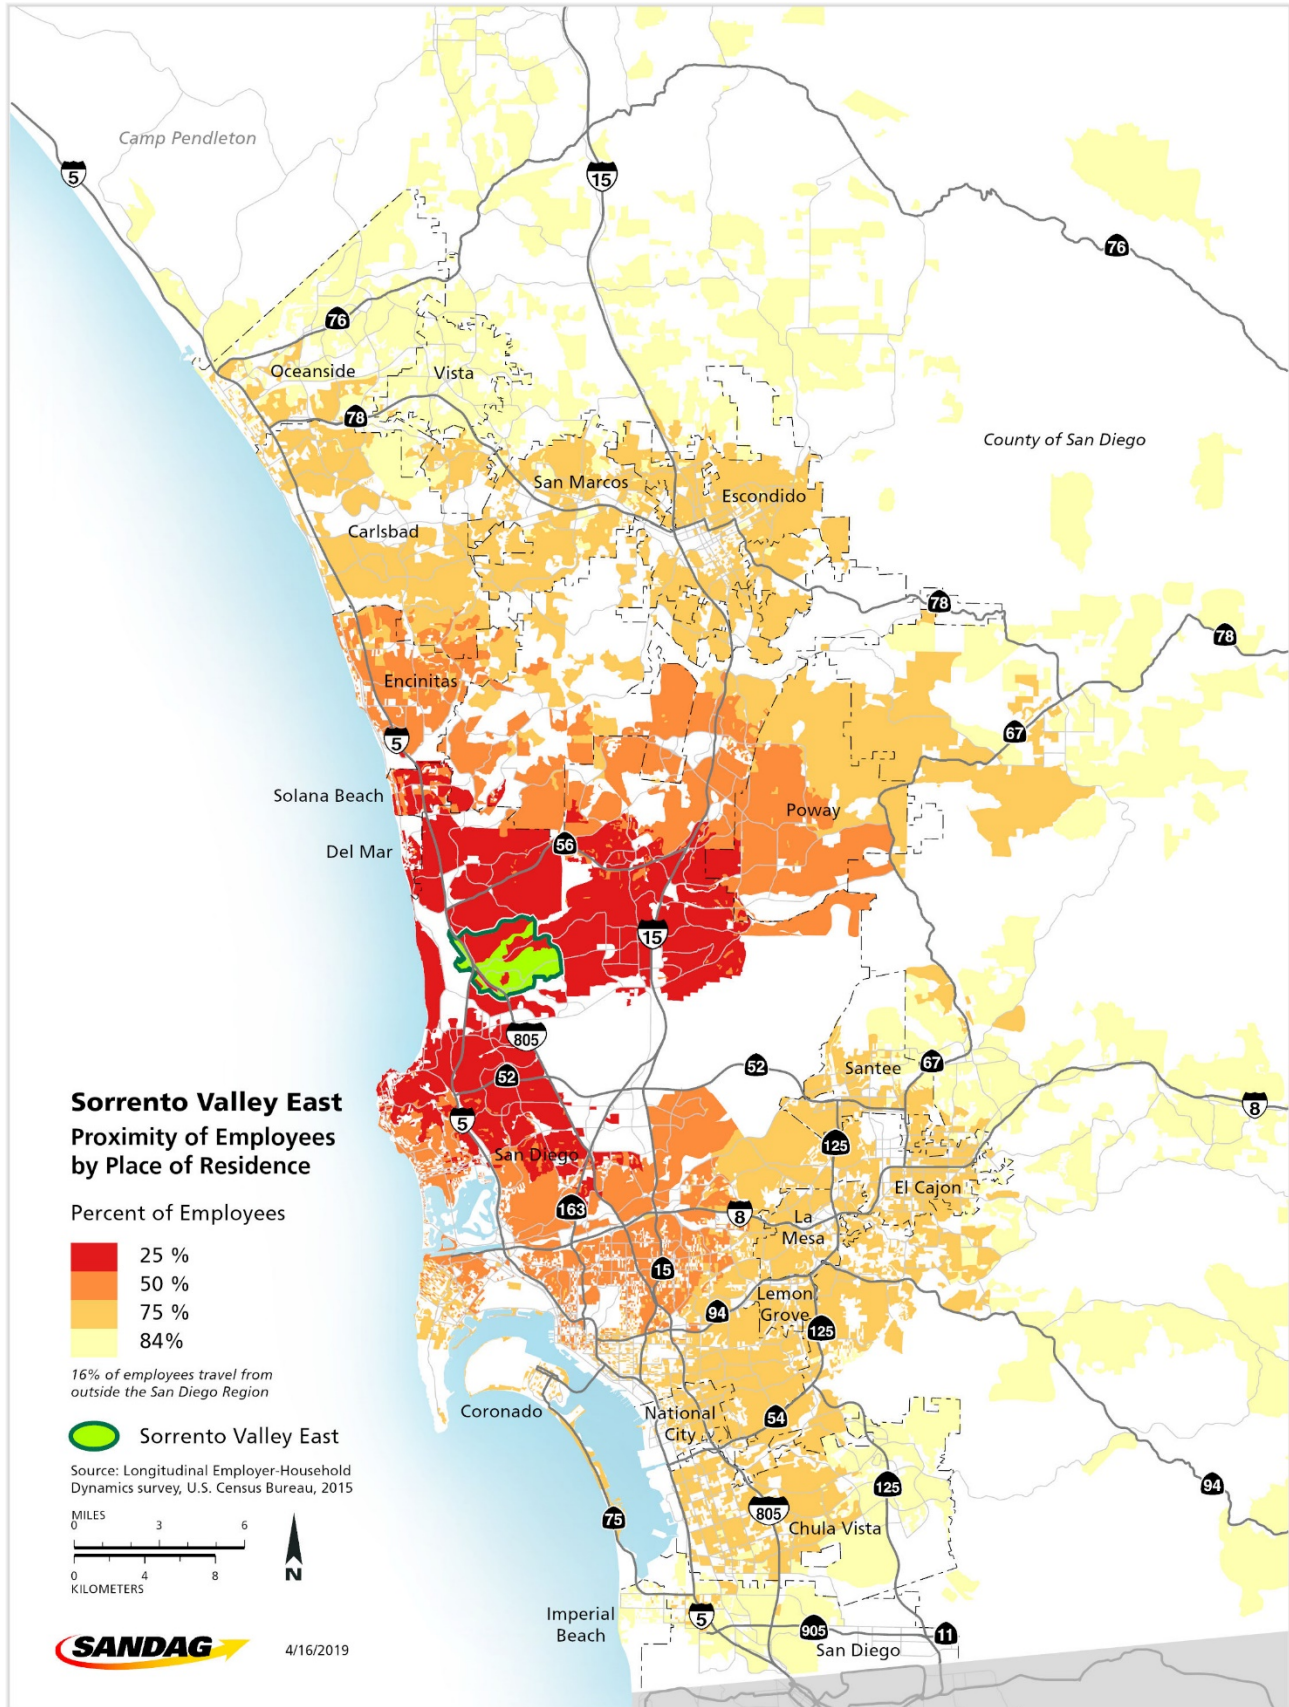 Camp Pendleton
5
15
76
76
Oceanside
Vista
78
County of San Diego
San Marcos
Escondido
Carlsbad
78
78
Encinitas
67
5
Solana Beach
Poway
Del Mar
56
15
805
52
52
Santee
67
8
5
125
San Diego
El Cajon
163
8
La
Mesa
15
94
Lemon
Grove
125
Coronado
National
City
54
125
94
805
75
Chula Vista
Imperial
Beach
5
905
11
San Diego
Sorrento Valley East
Proximity of Employees
by Place of Residence
Percent of Employees
25 %
50 %
75 %
84%
16% of employees travel from
outside the San Diego Region
Sorrento Valley East
Source: Longitudinal Employer-Household
Dynamics survey, U.S. Census Bureau, 2015
MILES
0 3 6
0 4 8
KILOMETERS
N
SANDAG
4/16/2019